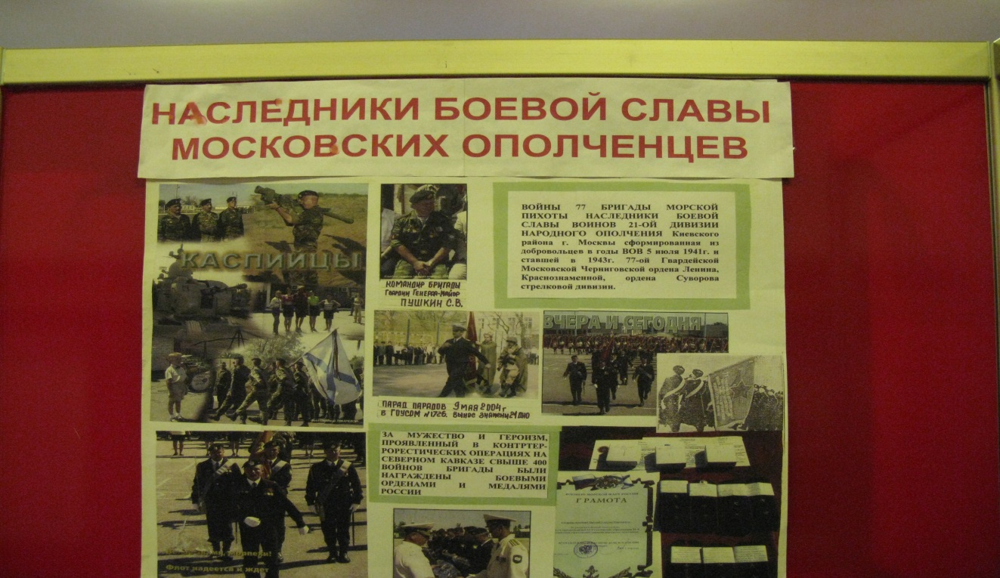 НАСЛЕДНИКИ БОЕВОЙ СЛАВЫ
МОСКОВСКИХ ОПОЛЧЕНЦЕВ
КАСПИЙЦЫ
КОМАНДИР БРИГАДЫ
ГВАРДИИ ГЕНЕРАЛ-МАЙОР
ПУШКИН С.В.
ВОЙНЫ 77 БРИГАДЫ МОРСКОЙ
ПИХОТЫ НАСЛЕДНИКИ БОЕВОЙ
СЛАВЫ ВОИНОВ 21-ОЙ ДИВИЗИИ
НАРОДНОГО ОПОЛЧЕНИЯ Киевского
района г. Москвы сформированная из
добровольцев в годы ВОВ 5 июля 1941г. и
ставшей в 1943г. 77-ой Гвардейской
Московской Черниговской ордена Ленина,
Краснознаменной, ордена Суворова
стрелковой дивизии.
ВЧЕРА И СЕГОДНЯ
ПАРАД ПАРАДОВ 9 МАЯ 2004г
в ГОУСОМ №1726. Вынос знамени 21 ДНО
ЗА МУЖЕСТВО И ГЕРОИЗМ,
ПРОЯВЛЕННЫЙ В КОНТРТЕР-
РОРЕСТИЧЕСКИХ ОПЕРАЦИЯХ НА
СЕВЕРНОМ КАВКАЗЕ СВЫШЕ 400
ВОЙНОВ БРИГАДЫ БЫЛИ
НАГРАЖДЕНЫ БОЕВЫМИ
ОРДЕНАМИ И МЕДАЛЯМИ
РОССИИ
ГРАМОТА
Флот надеется и ждет